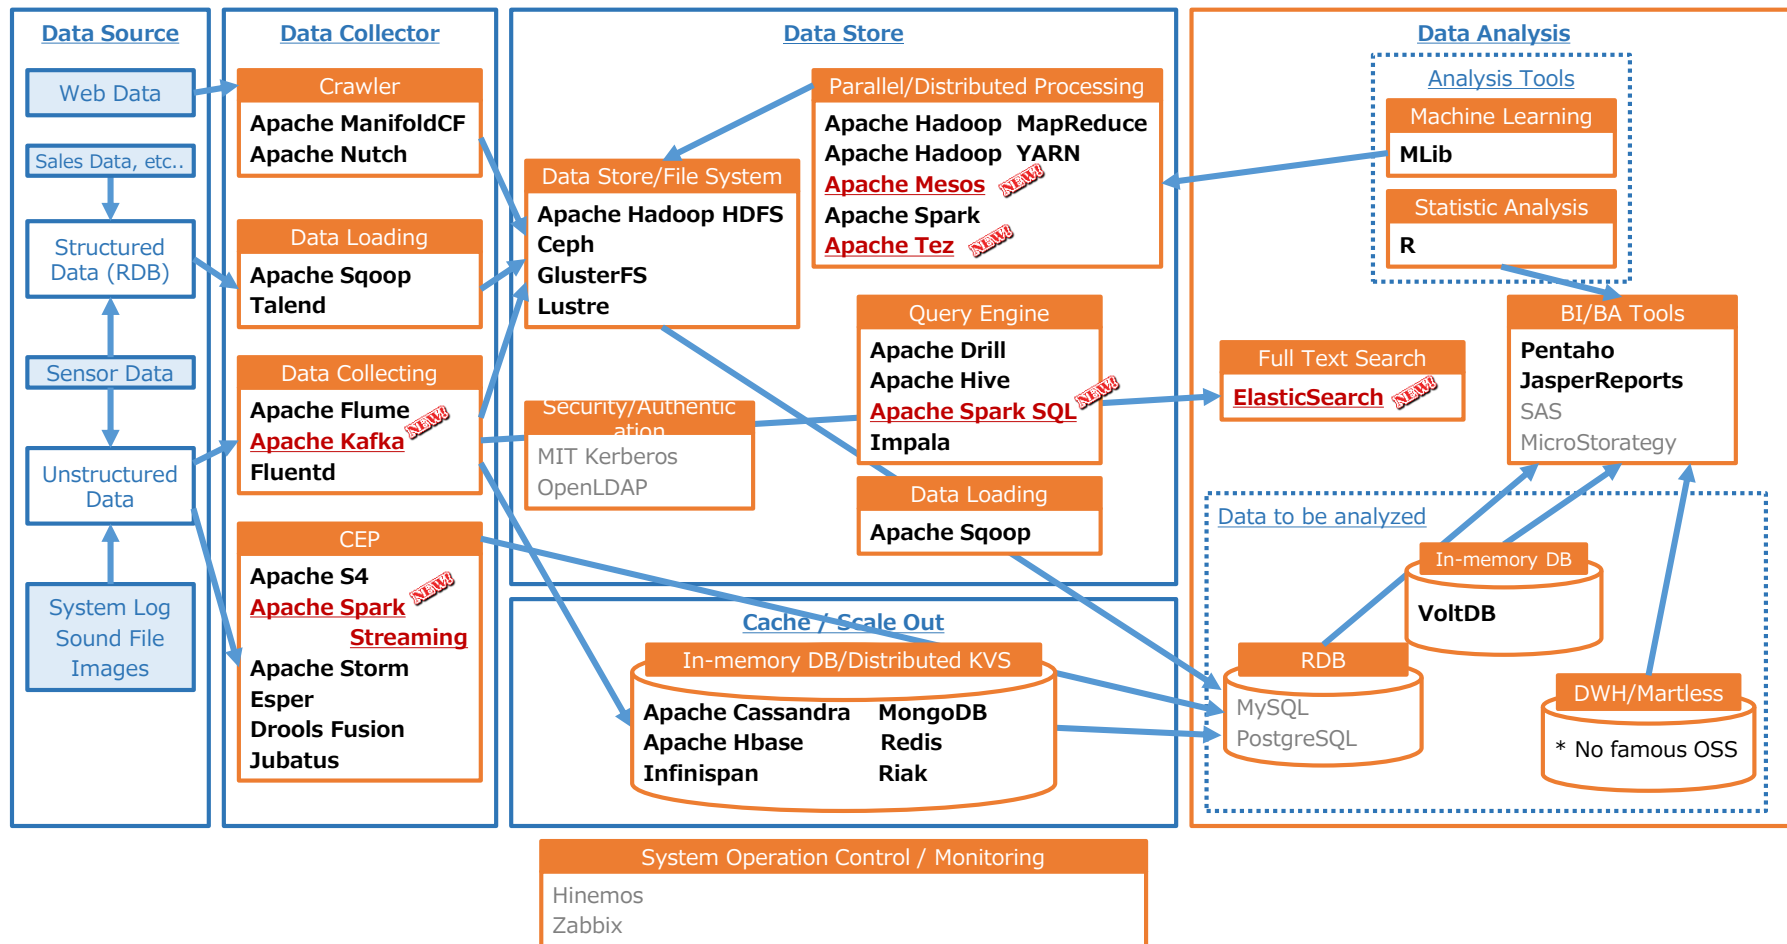 Data Source
Web Data
Sales Data, etc..
Structured
Data (RDB)
Sensor Data
Unstructured
Data
System Log
Sound File
Images
Data Collector
Crawler
Apache ManifoldCF
Apache Nutch
Data Loading
Apache Sqoop
Talend
Data Collecting
Apache Flume
Apache Kafka NEW!
Fluentd
CEP
Apache S4
Apache Spark NEW!
Streaming
Apache Storm
Esper
Drools Fusion
Jubatus
Data Store
Data Store/File System
Apache Hadoop HDFS
Ceph
GlusterFS
Lustre
Security/Authentic
ation
MIT Kerberos
OpenLDAP
Parallel/Distributed Processing
Apache Hadoop MapReduce
Apache Hadoop YARN
Apache Mesos NEW!
Apache Spark
Apache Tez NEW!
Query Engine
Apache Drill
Apache Hive
Apache Spark SQL NEW!
Impala
Data Loading
Apache Sqoop
Cache / Scale Out
In-memory DB/Distributed KVS
Apache Cassandra MongoDB
Apache Hbase Redis
Infinispan Riak
Data Analysis
Analysis Tools
Machine Learning
MLib
Statistic Analysis
R
BI/BA Tools
Pentaho
JasperReports
SAS
MicroStorategy
Full Text Search
ElasticSearch NEW!
Data to be analyzed
In-memory DB
VoltDB
RDB
MySQL
PostgreSQL
DWH/Martless
* No famous OSS
System Operation Control / Monitoring
Hinemos
Zabbix